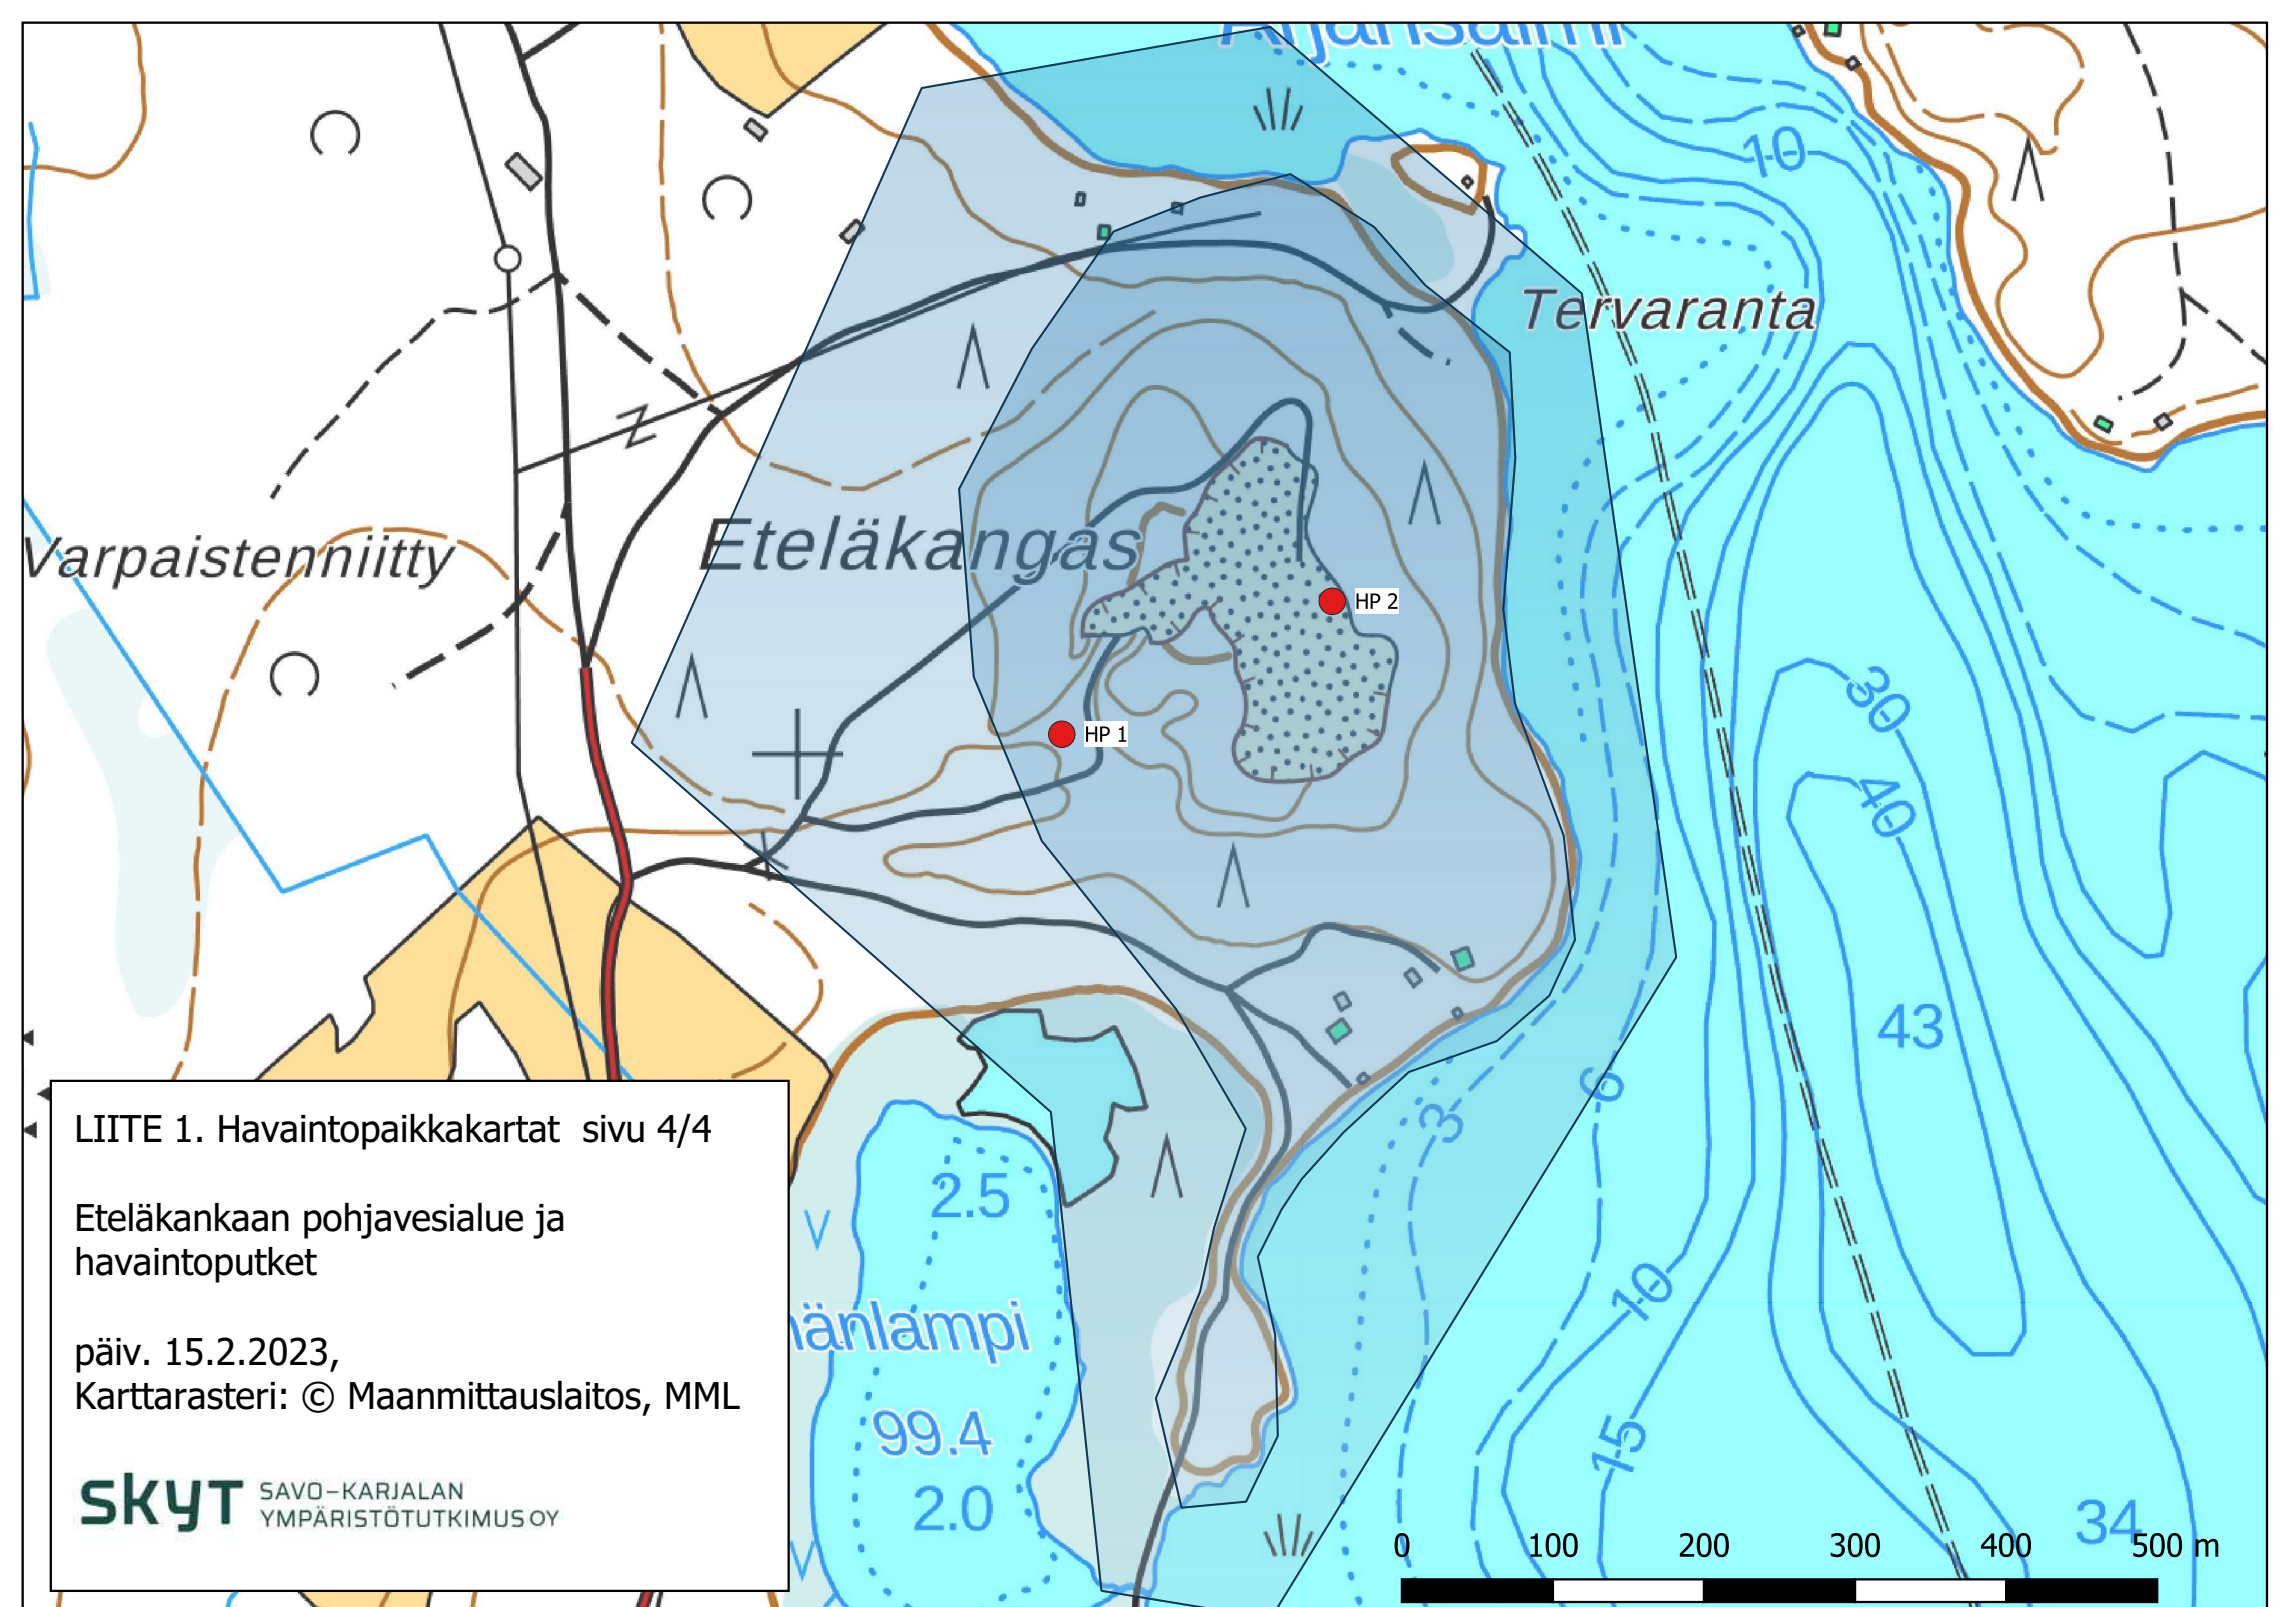 10
Tervaranta
Varpaistenniitty
Eteläkangas
HP 2
HP 1
30
40
43
6
3
2.5
10
99.4
15
2.0
34
LIITE 1. Havaintopaikkakartat sivu 4/4
Eteläkankaan pohjavesialue ja
havaintoputket
päiv. 15.2.2023,
Karttarasteri: © Maanmittauslaitos, MML
SKYT SAVO-KARJALAN
YMPÄRISTÖTUTKIMUS OY
0 100 200 300 400 500 m